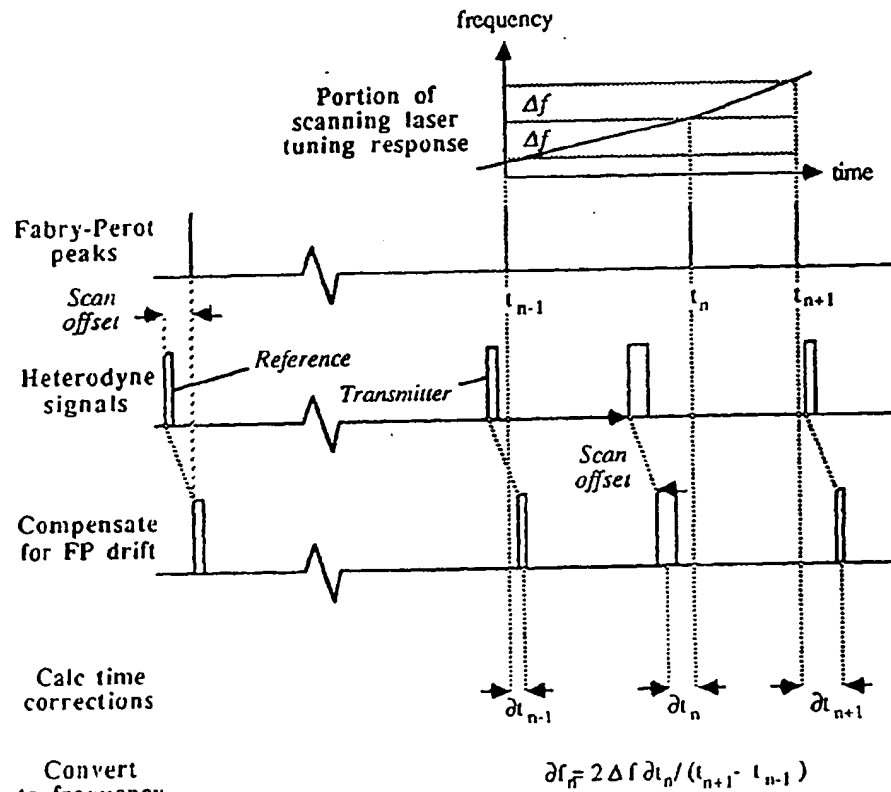 frequency
Portion of
scanning laser
tuning response
Δf
Δf
time
Fabry-Perot
peaks
Scan
offset
t n-1
t n
t n+1
Heterodyne
signals
Reference
Transmitter
Scan
offset
Compensate
for FP drift
Calc time
corrections
∂t n-1
∂t n
∂t n+1
Convert
to frequency
∂f n = 2 Δf ∂t n / (t n+1 - t n-1)